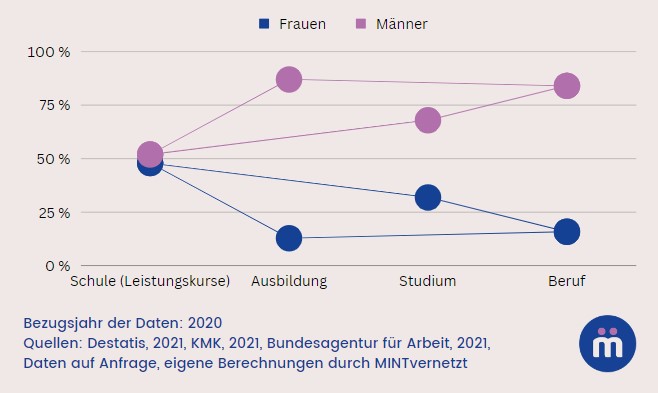 Frauen Männer
100 %
75 %
50 %
25 %
0 %
Schule (Leistungskurse) Ausbildung Studium Beruf
Bezugsjahr der Daten: 2020
Quellen: Destatis, 2021, KMK, 2021, Bundesagentur für Arbeit, 2021,
Daten auf Anfrage, eigene Berechnungen durch MINTvernetzt
m̈